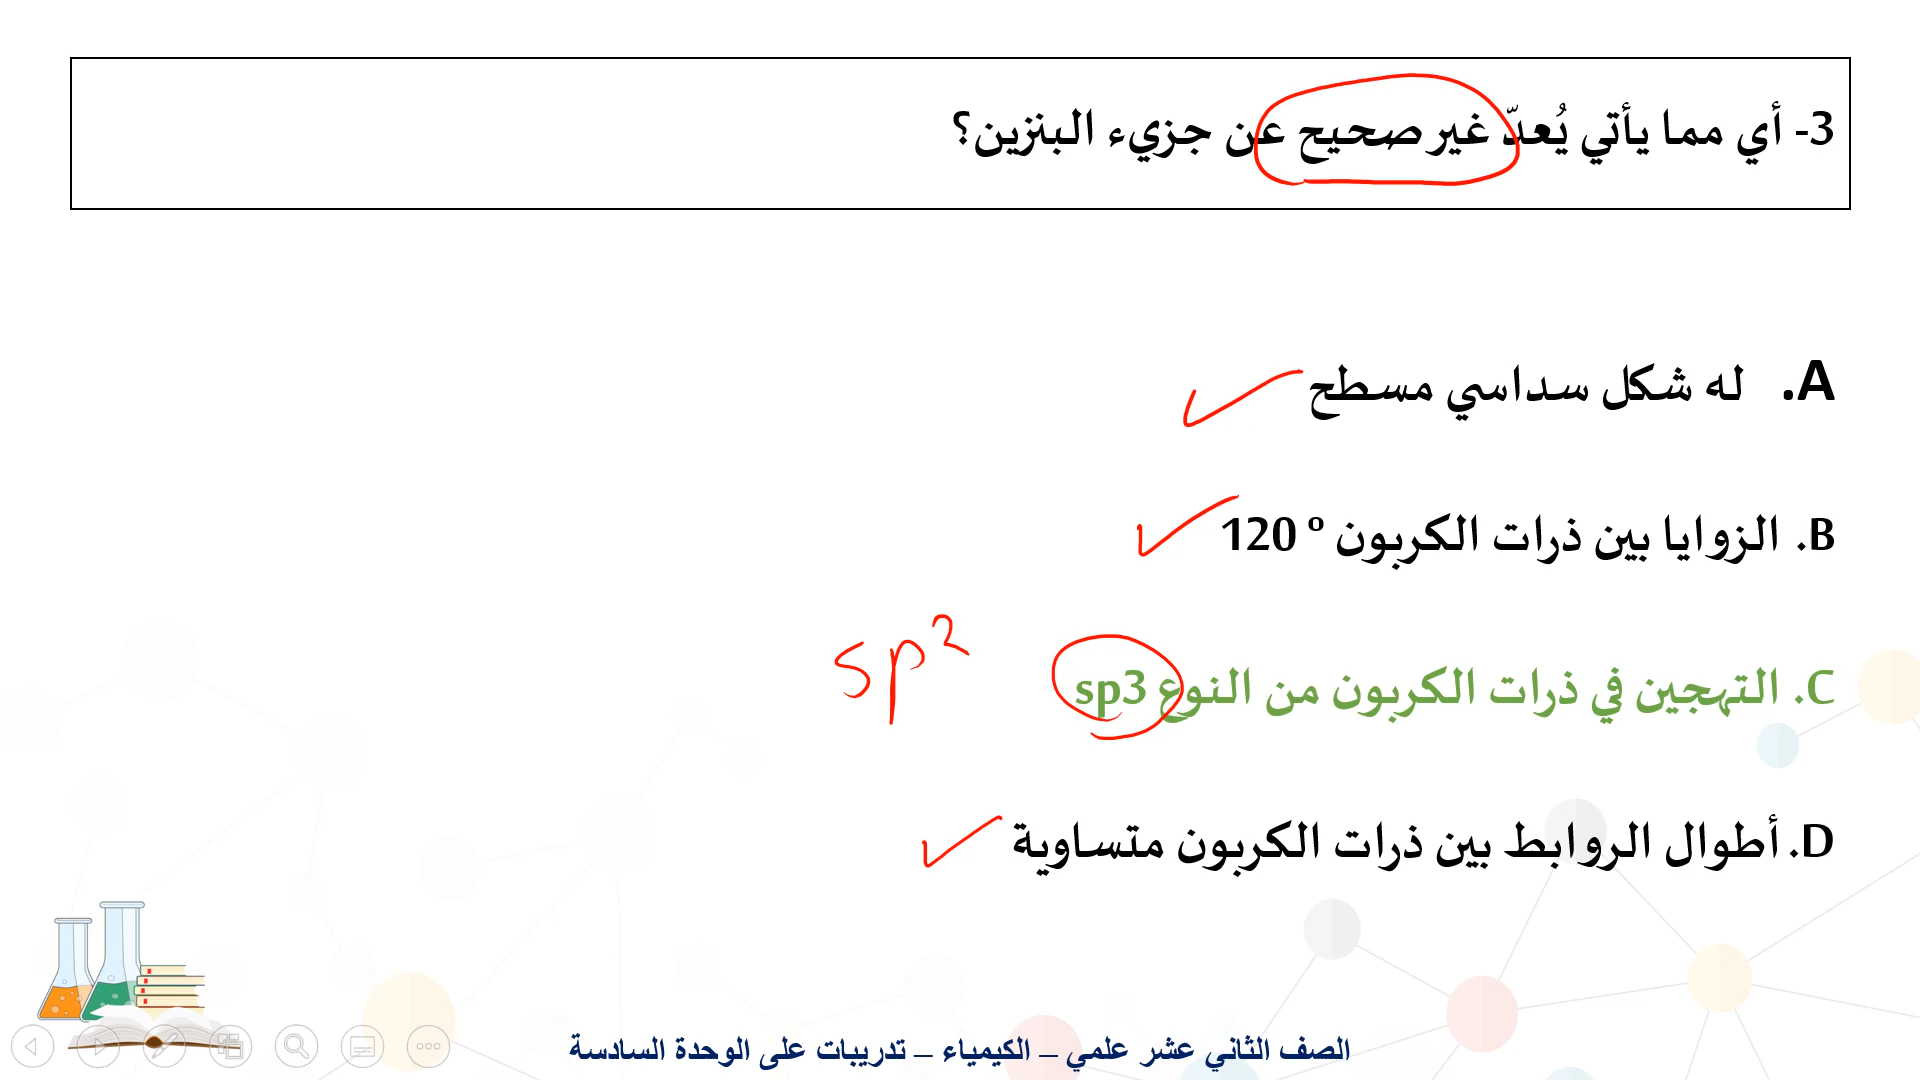 3- أي مما يأتي يُعدّ غير صحيح عن جزيء البنزين؟
A. له شكل سداسي مسطح
B. الزوايا بين ذرات الكربون º 120
C. التهجين في ذرات الكربون من النوع sp3
sp²
D. أطوال الروابط بين ذرات الكربون متساوية
الصف الثاني عشر علمي – الكيمياء – تدريبات على الوحدة السادسة